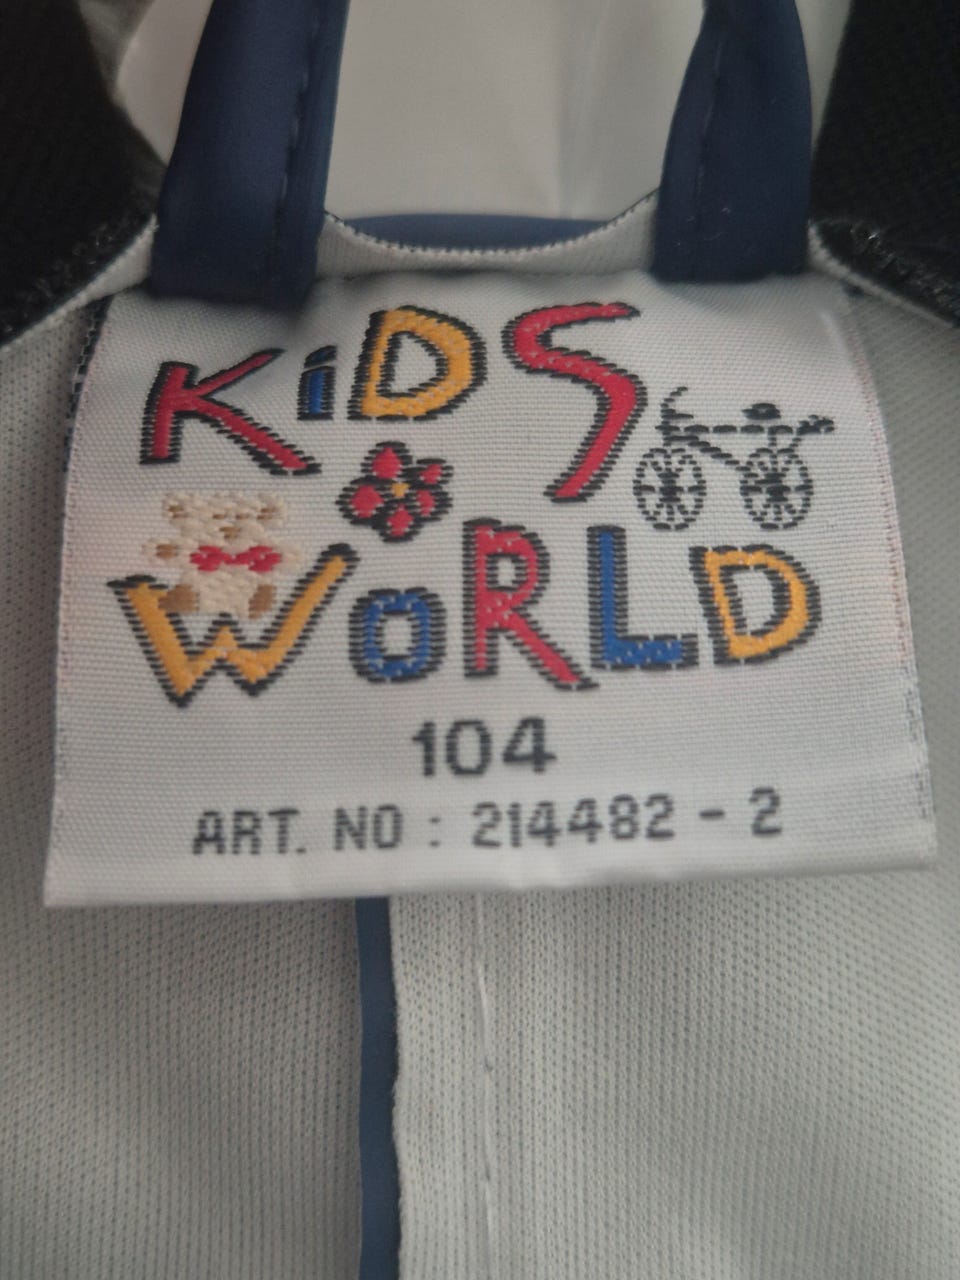 KiDS
WoRLD
104
ART. NO : 214482 - 2